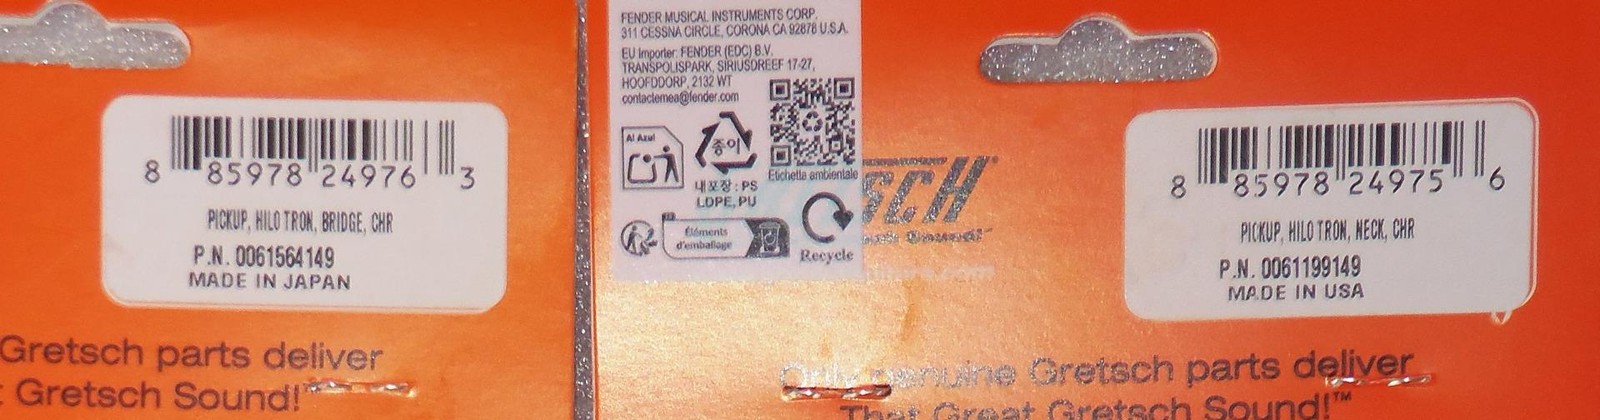 8 85978 24976 3
PICKUP, HILO TRON, BRIDGE, CHR
P.N. 0061564149
MADE IN JAPAN
Gretsch parts deliver
t Gretsch Sound!™
FENDER MUSICAL INSTRUMENTS CORP.
311 CESSNA CIRCLE, CORONA CA 92878 U.S.A.
EU Importer: FENDER (EDC) B.V.
TRANSPOLISPARK, SIRIUSDREEF 17-27,
HOOFDDORP, 2132 WT
contactemea@fender.com
Al Azul
종이
내포장 : PS
LDPE, PU
Etichetta ambientale
Éléments
d'emballage
Recycle
SCH®
Sound!
.com
8 85978 24975 6
PICKUP, HILO TRON, NECK, CHR
P.N. 0061199149
MADE IN USA
Only genuine Gretsch parts deliver
That Great Gretsch Sound!™